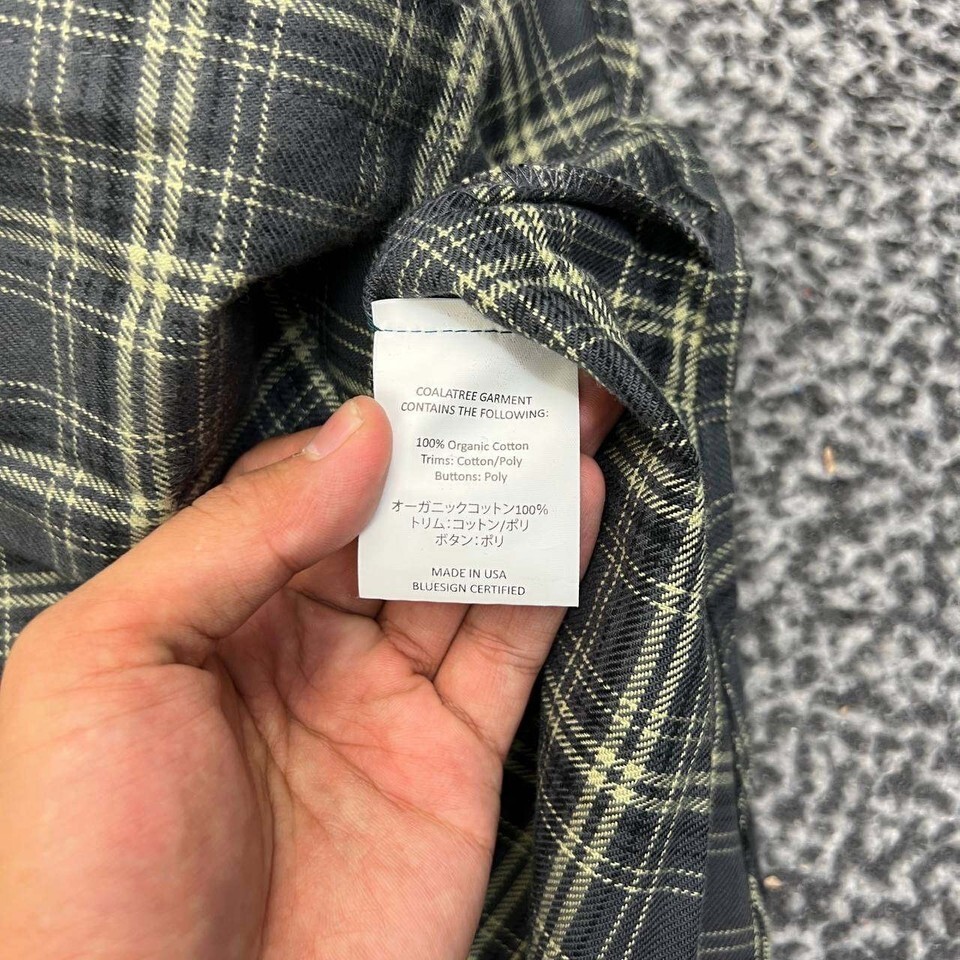 COALATREE GARMENT
CONTAINS THE FOLLOWING:
100% Organic Cotton
Trims: Cotton/Poly
Buttons: Poly
オーガニックコットン100%
トリム:コットン/ポリ
ボタン:ポリ
MADE IN USA
BLUESIGN CERTIFIED